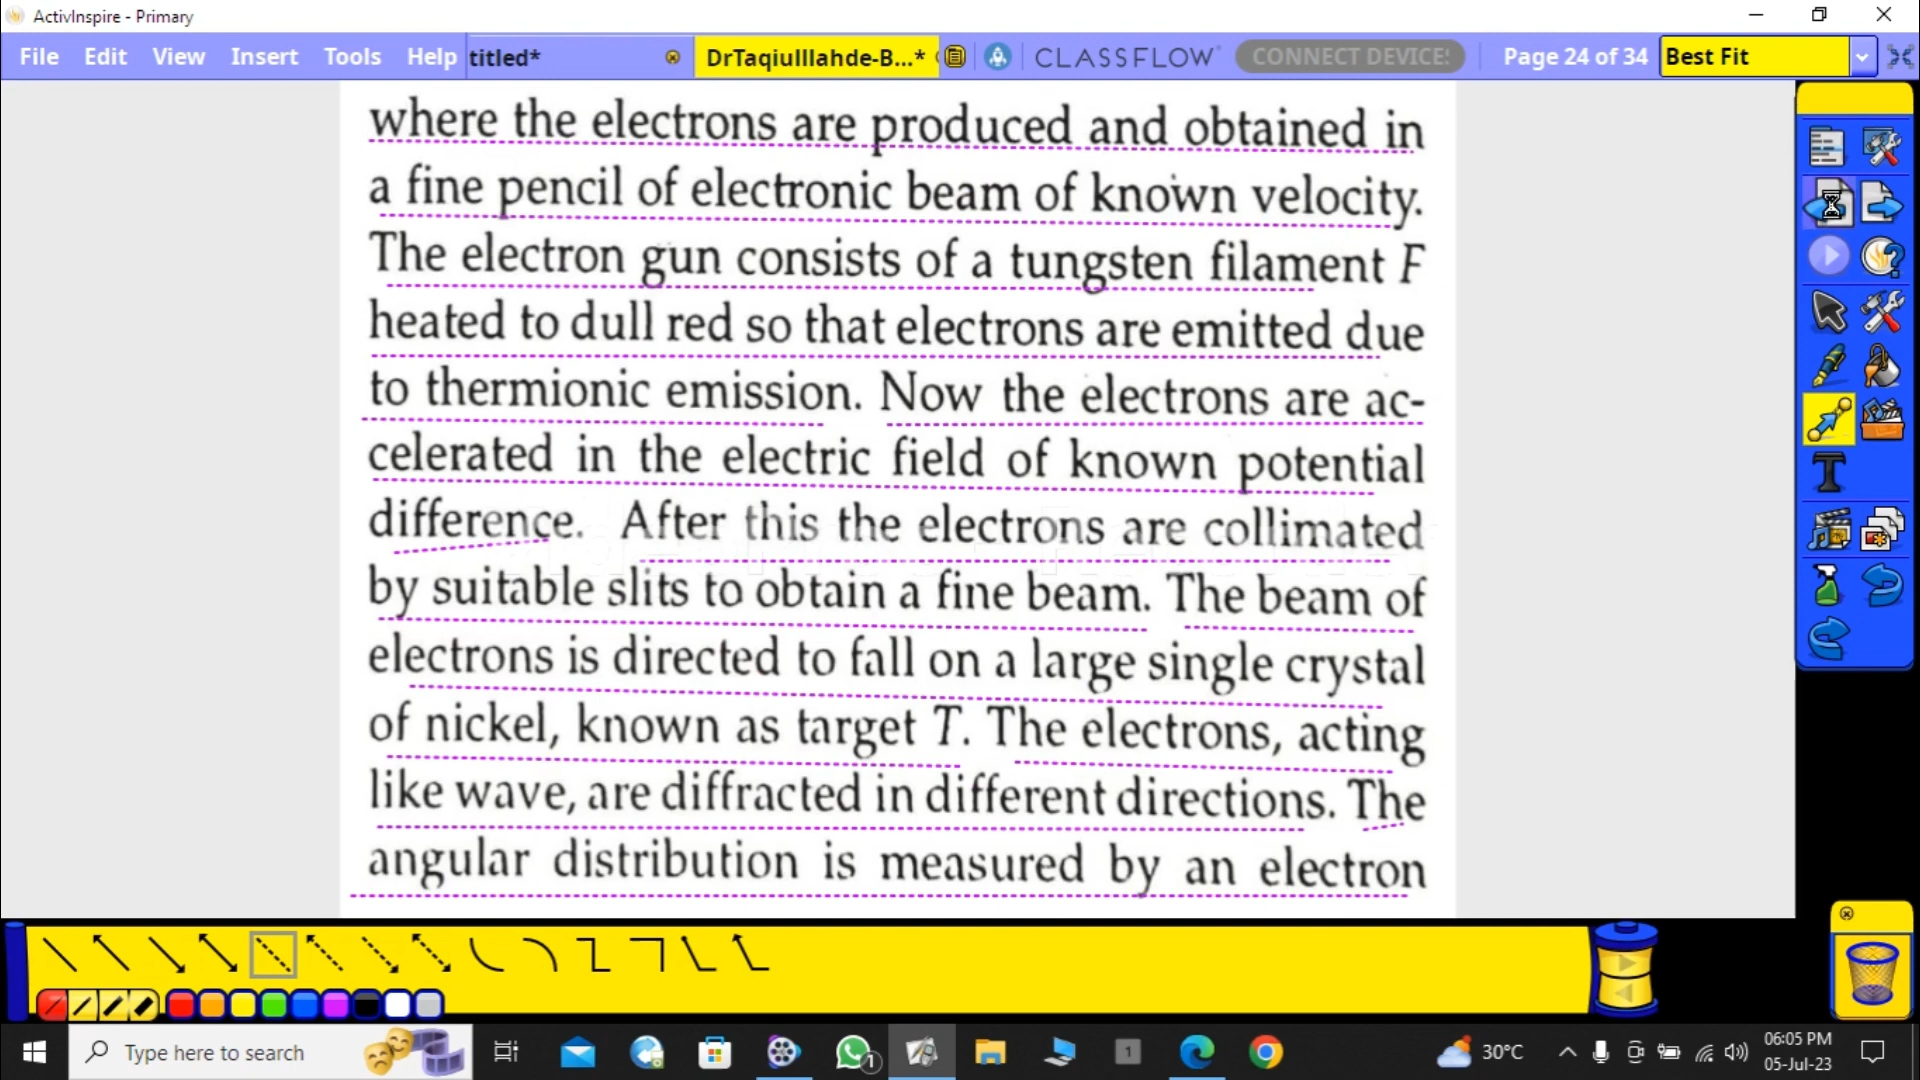 ActivInspire - Primary
File Edit View Insert Tools Help titled* DrTaqiulllahde-B...* CLASSFLOW CONNECT DEVICE! Page 24 of 34 Best Fit
where the electrons are produced and obtained in
a fine pencil of electronic beam of known velocity.
The electron gun consists of a tungsten filament F
heated to dull red so that electrons are emitted due
to thermionic emission. Now the electrons are ac-
celerated in the electric field of known potential
difference. After this the electrons are collimated
by suitable slits to obtain a fine beam. The beam of
electrons is directed to fall on a large single crystal
of nickel, known as target T. The electrons, acting
like wave, are diffracted in different directions. The
angular distribution is measured by an electron
Type here to search
1
1
30°C
06:05 PM
05-Jul-23